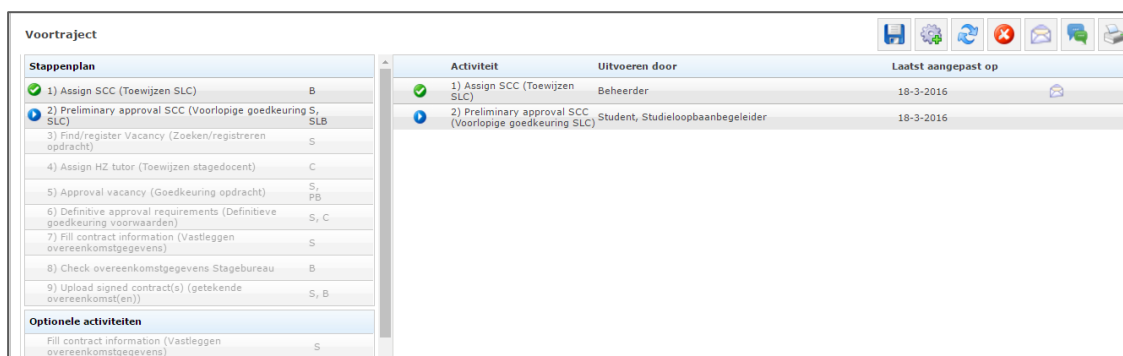 Voortraject
Stappenplan
1) Assign SCC (Toewijzen SLC) B
2) Preliminary approval SCC (Voorlopige goedkeuring S,
SLC) SLB
3) Find/register Vacancy (Zoeken/registreren
opdracht) S
4) Assign HZ tutor (Toewijzen stagedocent) C
5) Approval vacancy (Goedkeuring opdracht) S,
PB
6) Definitive approval requirements (Definitieve
goedkeuring voorwaarden) S, C
7) Fill contract information (Vastleggen
overeenkomstgegevens) S
8) Check overeenkomstgegevens Stagebureau B
9) Upload signed contract(s) (getekende
overeenkomst(en)) S, B
Optionele activiteiten
Fill contract information (Vastleggen
overeenkomstgegevens) S
Activiteit Uitvoeren door Laatst aangepast op
1) Assign SCC (Toewijzen
SLC) Beheerder 18-3-2016
2) Preliminary approval SCC
(Voorlopige goedkeuring SLC) Student, Studieloopbaanbegeleider 18-3-2016